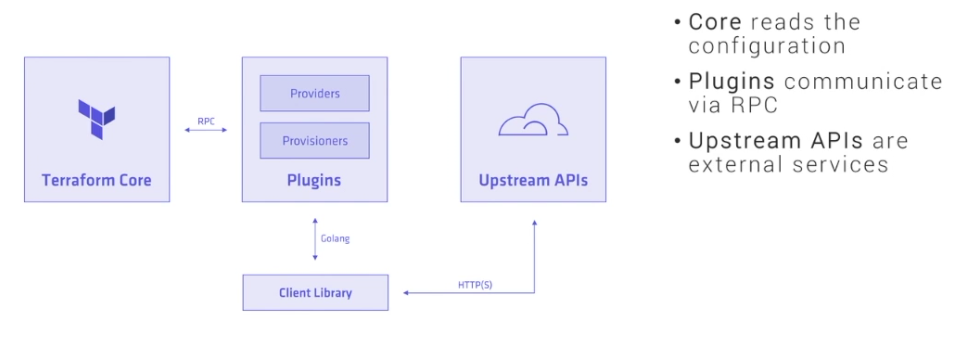 Terraform Core
RPC
Providers
Provisioners
Plugins
Upstream APIs
Golang
Client Library
HTTP(S)
• Core reads the
configuration
• Plugins communicate
via RPC
• Upstream APIs are
external services